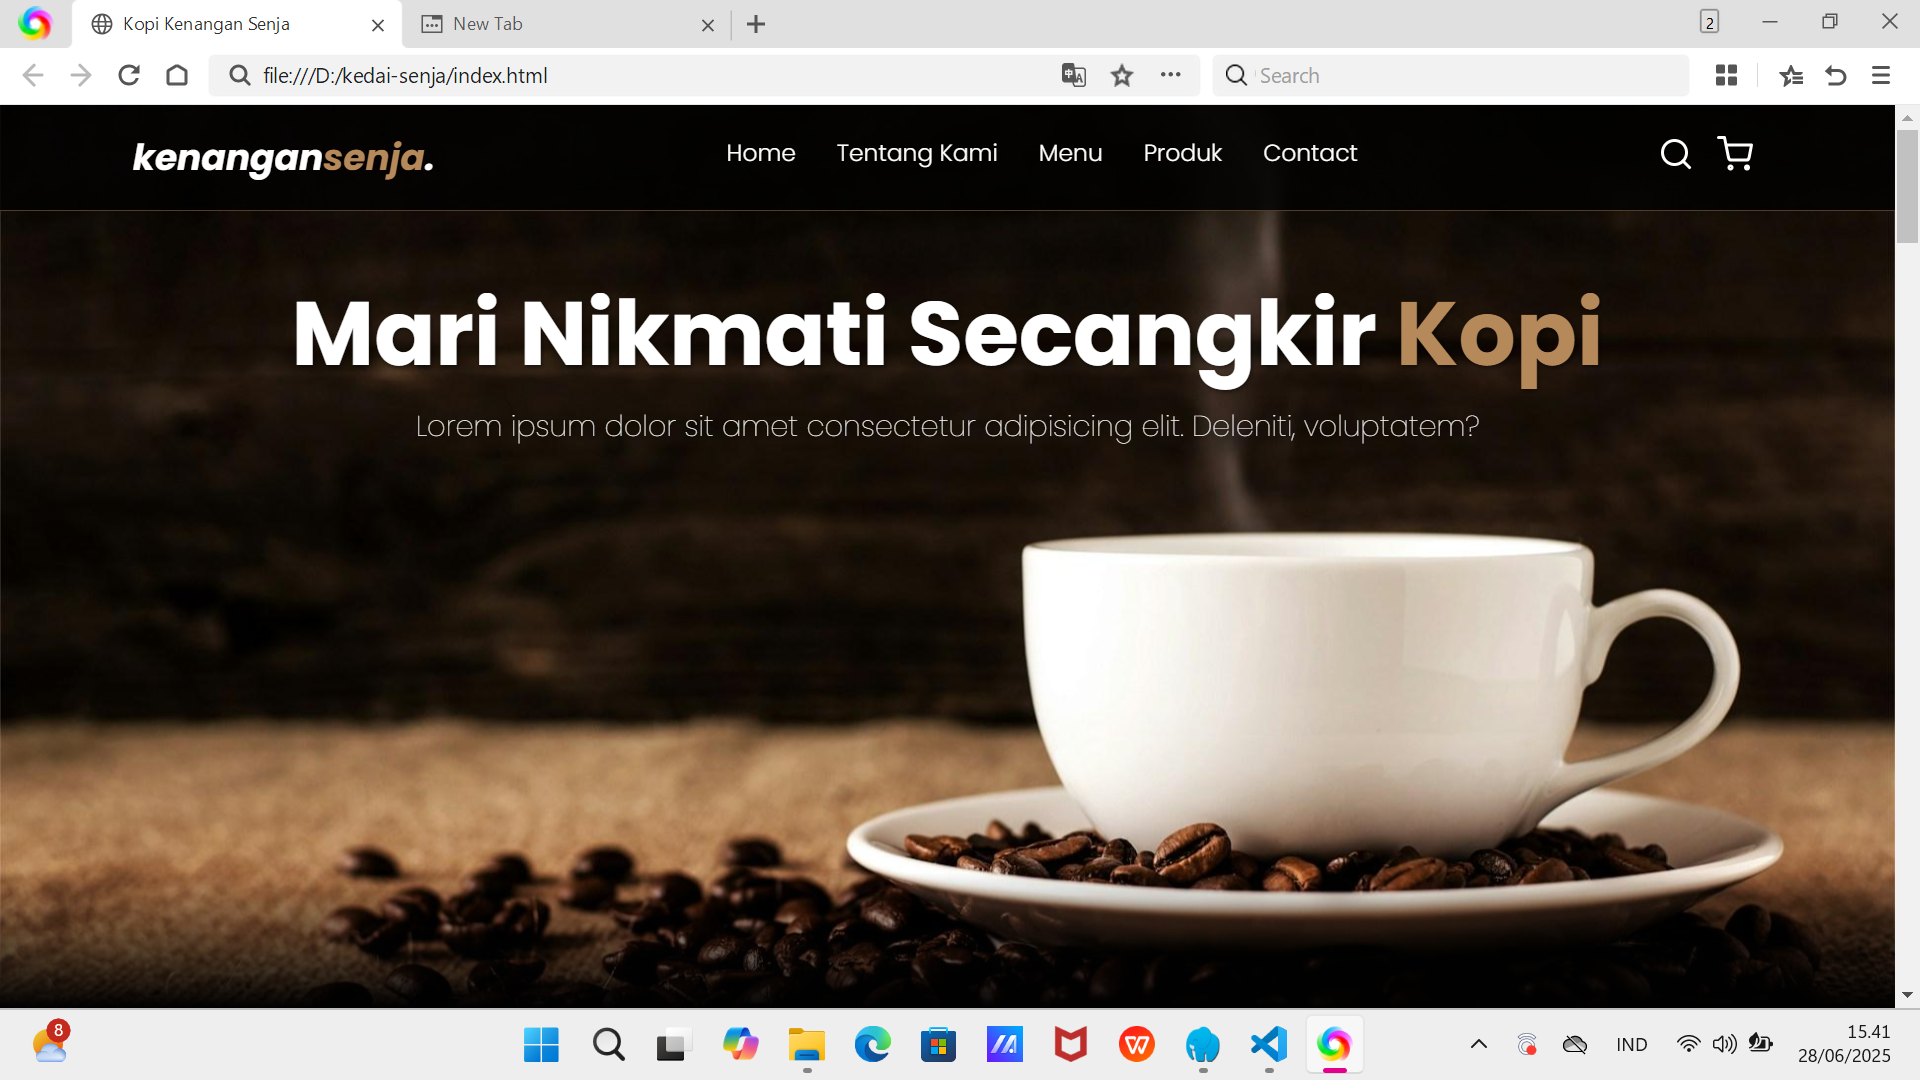 Kopi Kenangan Senja
New Tab
2
file:///D:/kedai-senja/index.html
Search
kenangansenja.
Home
Tentang Kami
Menu
Produk
Contact
Mari Nikmati Secangkir Kopi
Lorem ipsum dolor sit amet consectetur adipisicing elit. Deleniti, voluptatem?
8
IND
15.41
28/06/2025